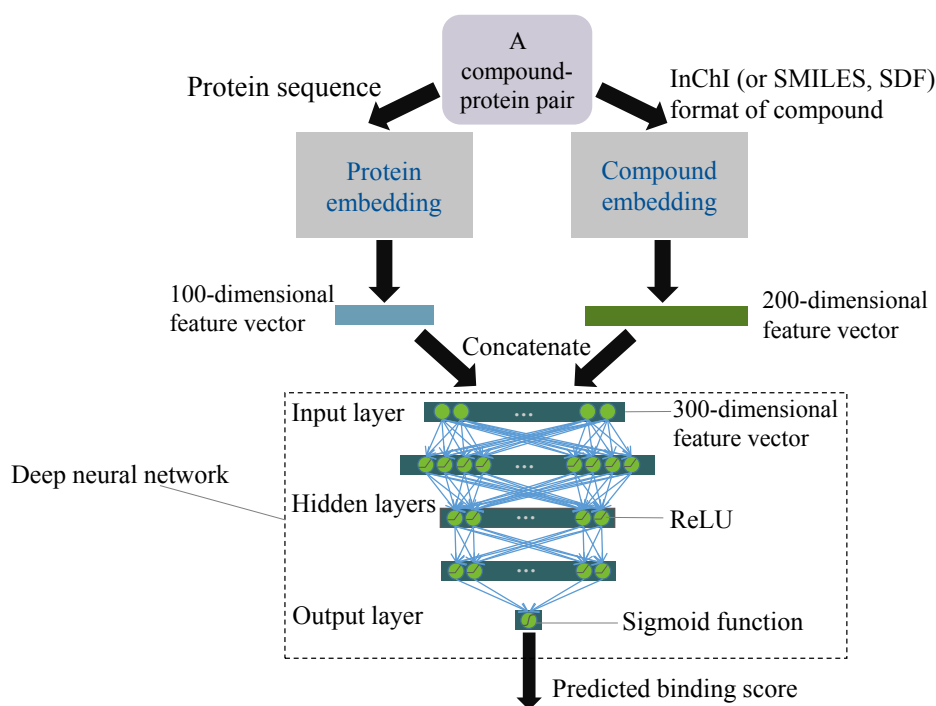 A
compound-
protein pair
Protein sequence
InChI (or SMILES, SDF)
format of compound
Protein
embedding
Compound
embedding
100-dimensional
feature vector
200-dimensional
feature vector
Concatenate
Input layer
...
300-dimensional
feature vector
...
Deep neural network
Hidden layers
...
ReLU
...
Output layer
Sigmoid function
Predicted binding score